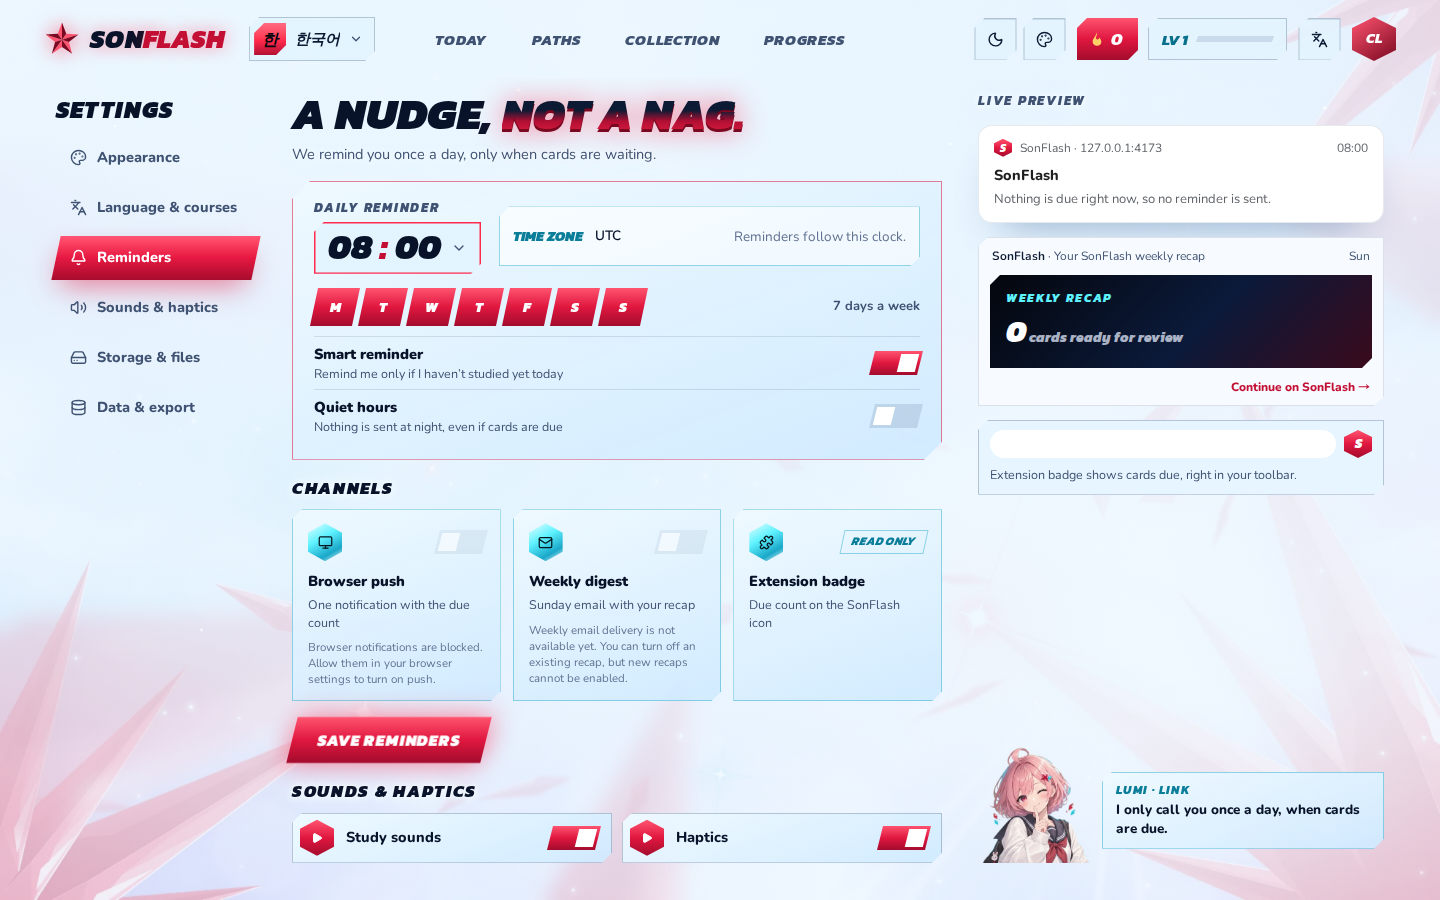 SONFLASH
한 한국어
TODAY
PATHS
COLLECTION
PROGRESS
0
LV 1
CL
SETTINGS
Appearance
Language & courses
Reminders
Sounds & haptics
Storage & files
Data & export
A NUDGE, NOT A NAG.
We remind you once a day, only when cards are waiting.
DAILY REMINDER
08 : 00
TIME ZONE UTC
Reminders follow this clock.
M T W T F S S
7 days a week
Smart reminder
Remind me only if I haven't studied yet today
Quiet hours
Nothing is sent at night, even if cards are due
CHANNELS
Browser push
One notification with the due
count
Browser notifications are blocked.
Allow them in your browser
settings to turn on push.
Weekly digest
Sunday email with your recap
Weekly email delivery is not
available yet. You can turn off an
existing recap, but new recaps
cannot be enabled.
READ ONLY
Extension badge
Due count on the SonFlash
icon
SAVE REMINDERS
SOUNDS & HAPTICS
Study sounds
Haptics
LIVE PREVIEW
S SonFlash · 127.0.0.1:4173
08:00
SonFlash
Nothing is due right now, so no reminder is sent.
SonFlash · Your SonFlash weekly recap
Sun
WEEKLY RECAP
0 cards ready for review
Continue on SonFlash →
S
Extension badge shows cards due, right in your toolbar.
LUMI · LINK
I only call you once a day, when cards
are due.